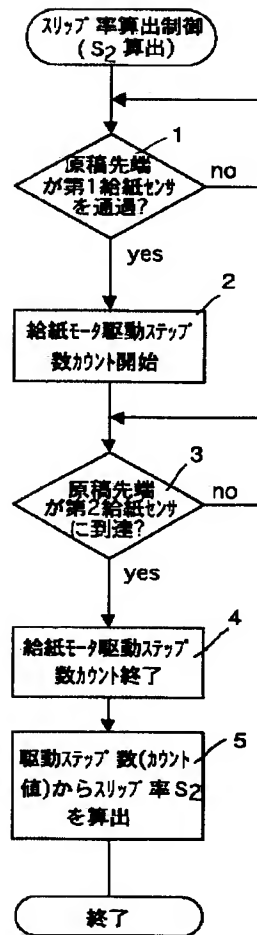 スリップ率算出制御
(S₂算出)
1
原稿先端
が第1給紙センサ
を通過?
no
yes
2
給紙モータ駆動ステップ
数カウント開始
3
原稿先端
が第2給紙センサ
に到達?
no
yes
4
給紙モータ駆動ステップ
数カウント終了
5
駆動ステップ数(カウント
値)からスリップ率S₂
を算出
終了